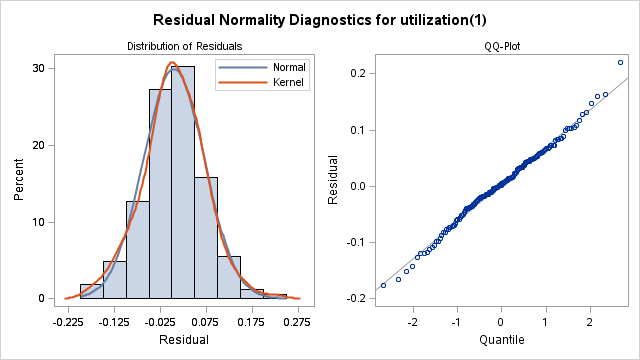 Residual Normality Diagnostics for utilization(1)
Distribution of Residuals
QQ-Plot
Normal
Kernel
30
20
10
0
Percent
-0.225 -0.125 -0.025 0.075 0.175 0.275
Residual
0.2
0.1
0.0
-0.1
-0.2
Residual
-2 -1 0 1 2
Quantile